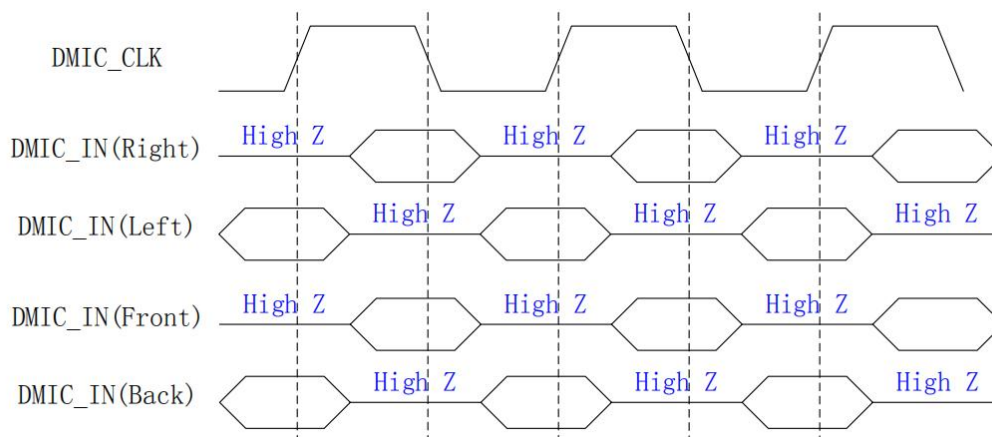 DMIC_CLK
High Z High Z High Z
DMIC_IN(Right)
High Z High Z High Z
DMIC_IN(Left)
High Z High Z High Z
DMIC_IN(Front)
High Z High Z High Z
DMIC_IN(Back)